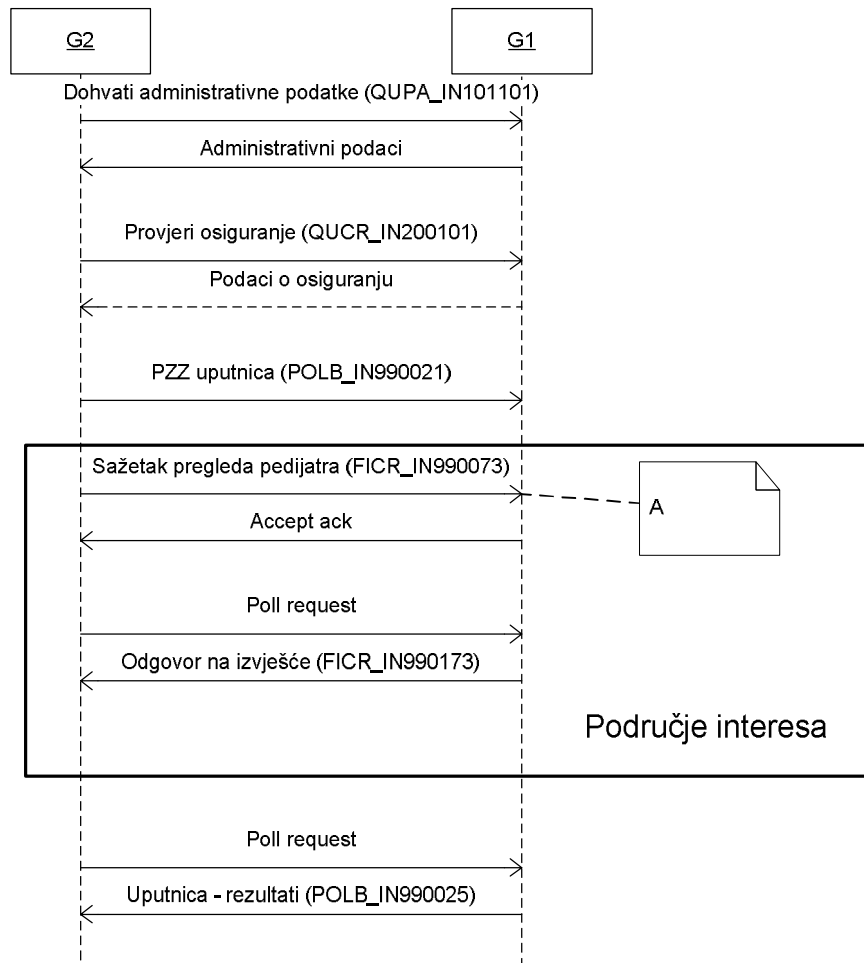 G2
G1
Dohvati administrativne podatke (QUPA_IN101101)
Administrativni podaci
Provjeri osiguranje (QUCR_IN200101)
Podaci o osiguranju
PZZ uputnica (POLB_IN990021)
Sažetak pregleda pedijatra (FICR_IN990073)
A
Accept ack
Poll request
Odgovor na izvješće (FICR_IN990173)
Područje interesa
Poll request
Uputnica - rezultati (POLB_IN990025)